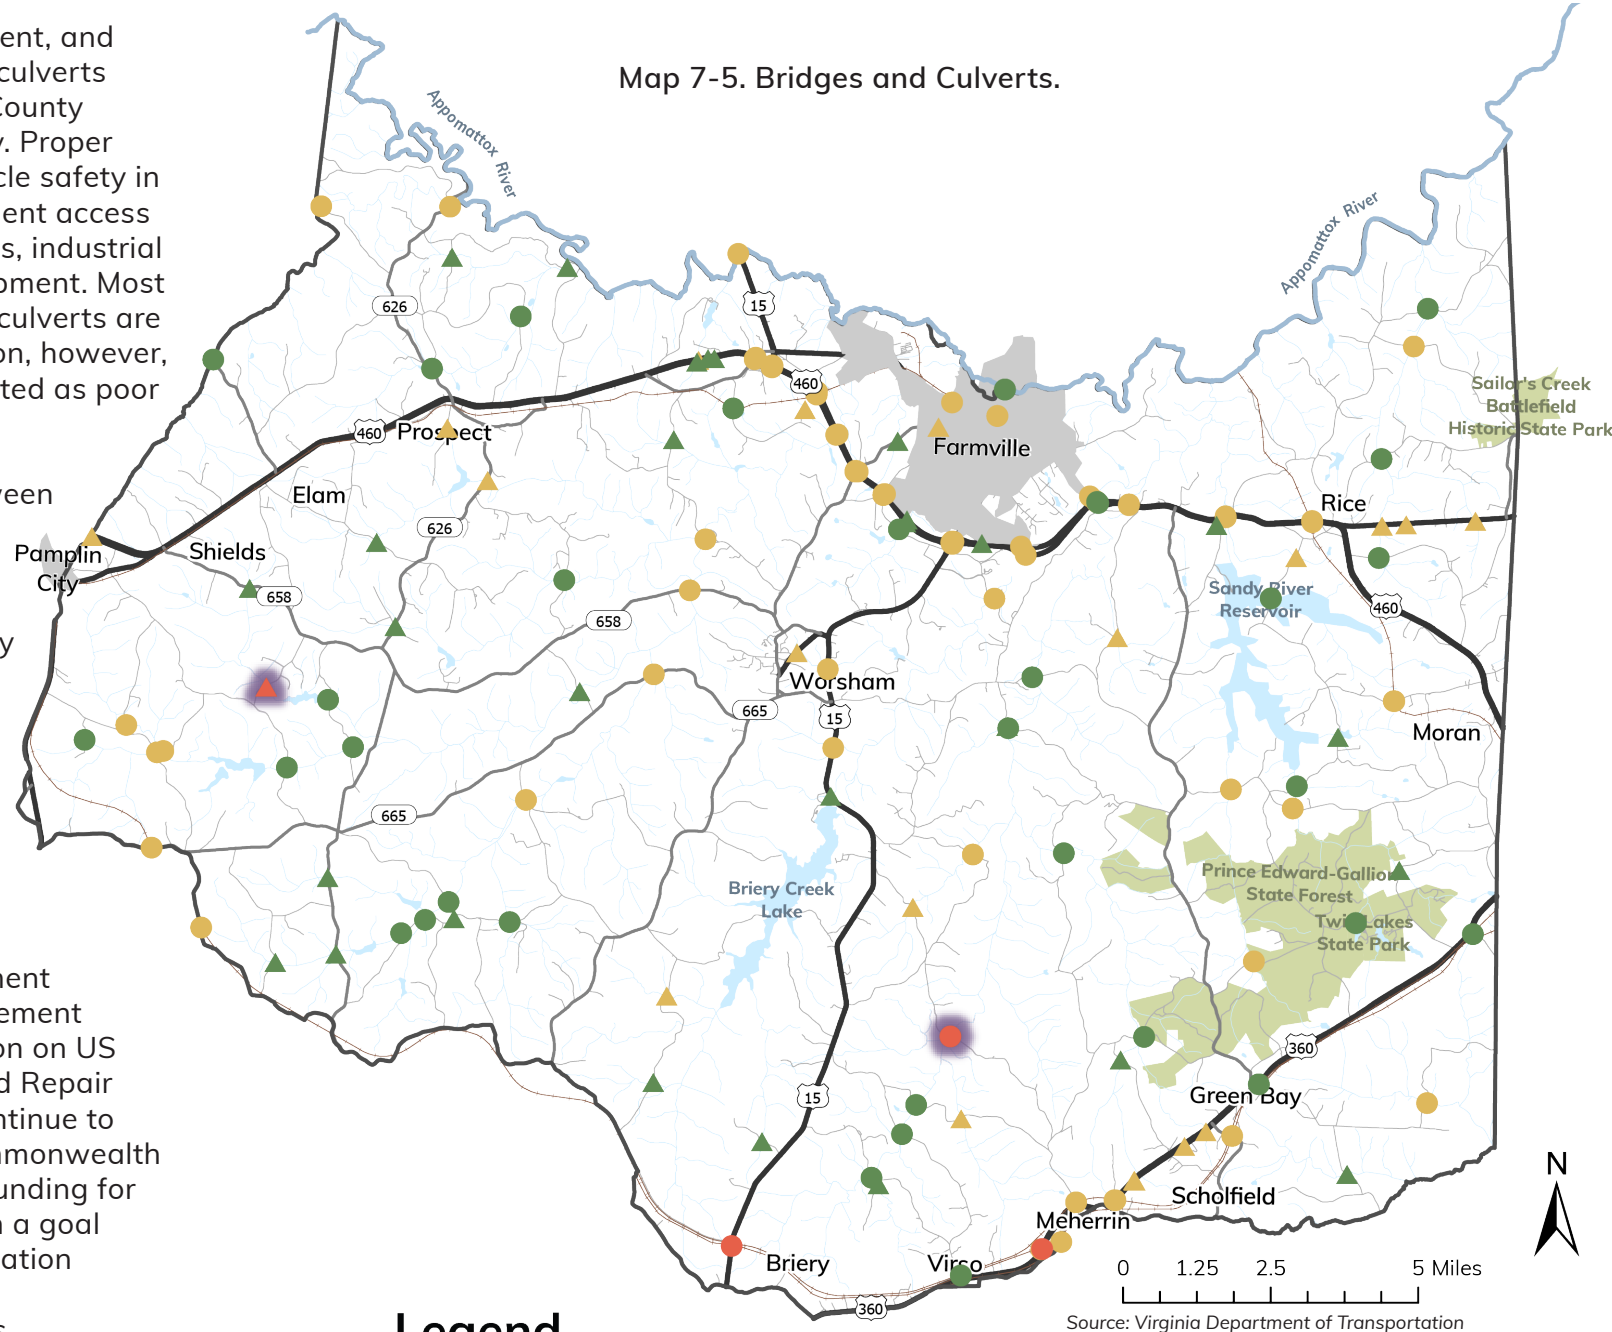 ent, and
culverts
County
y. Proper
cle safety in
ent access
s, industrial
pment. Most
culverts are
on, however,
ted as poor
ween
y
nent
ement
on on US
d Repair
ntinue to
nmonwealth
unding for
n a goal
ation
Map 7-5. Bridges and Culverts.
Appomattox River
Appomattox River
626
15
460
460
Prospect
Farmville
Sailor's Creek
Battlefield
Historic State Park
Elam
Rice
626
Pamplin
City
Shields
658
658
Sandy River
Reservoir
460
Worsham
665
15
Moran
665
Briery Creek
Lake
Prince Edward-Gallion
State Forest
Twin Lakes
State Park
360
15
Green Bay
Scholfield
Meherrin
Briery
Virso
360
N
0 1.25 2.5 5 Miles
Source: Virginia Department of Transportation
Legend